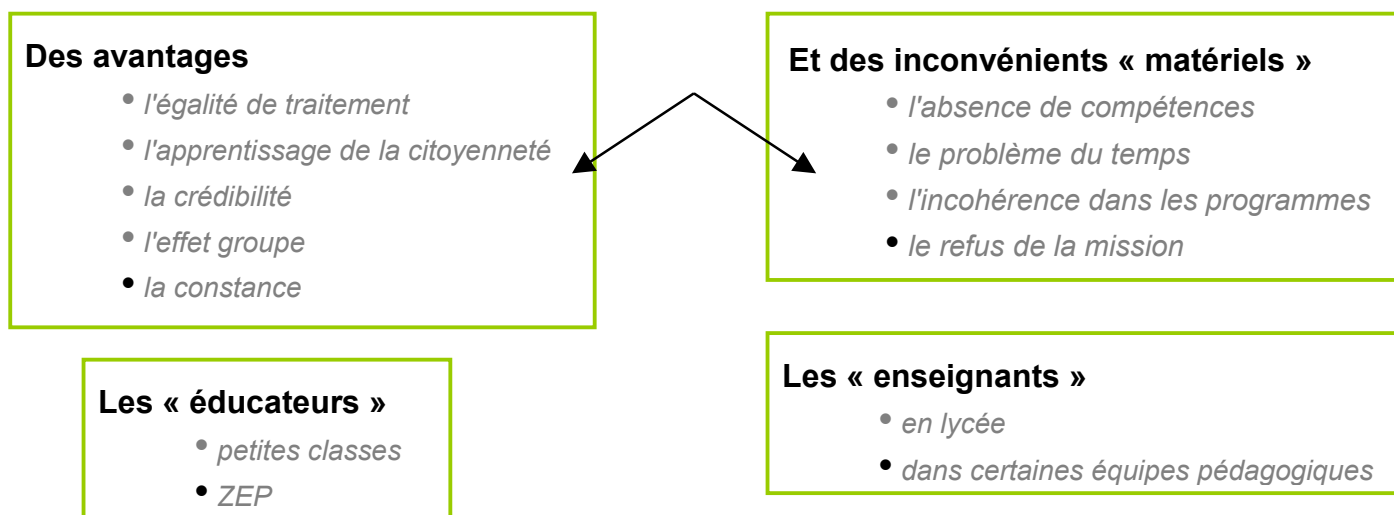 Des avantages
• l'égalité de traitement
• l'apprentissage de la citoyenneté
• la crédibilité
• l'effet groupe
• la constance
Et des inconvénients « matériels »
• l'absence de compétences
• le problème du temps
• l'incohérence dans les programmes
• le refus de la mission
Les « éducateurs »
• petites classes
• ZEP
Les « enseignants »
• en lycée
• dans certaines équipes pédagogiques